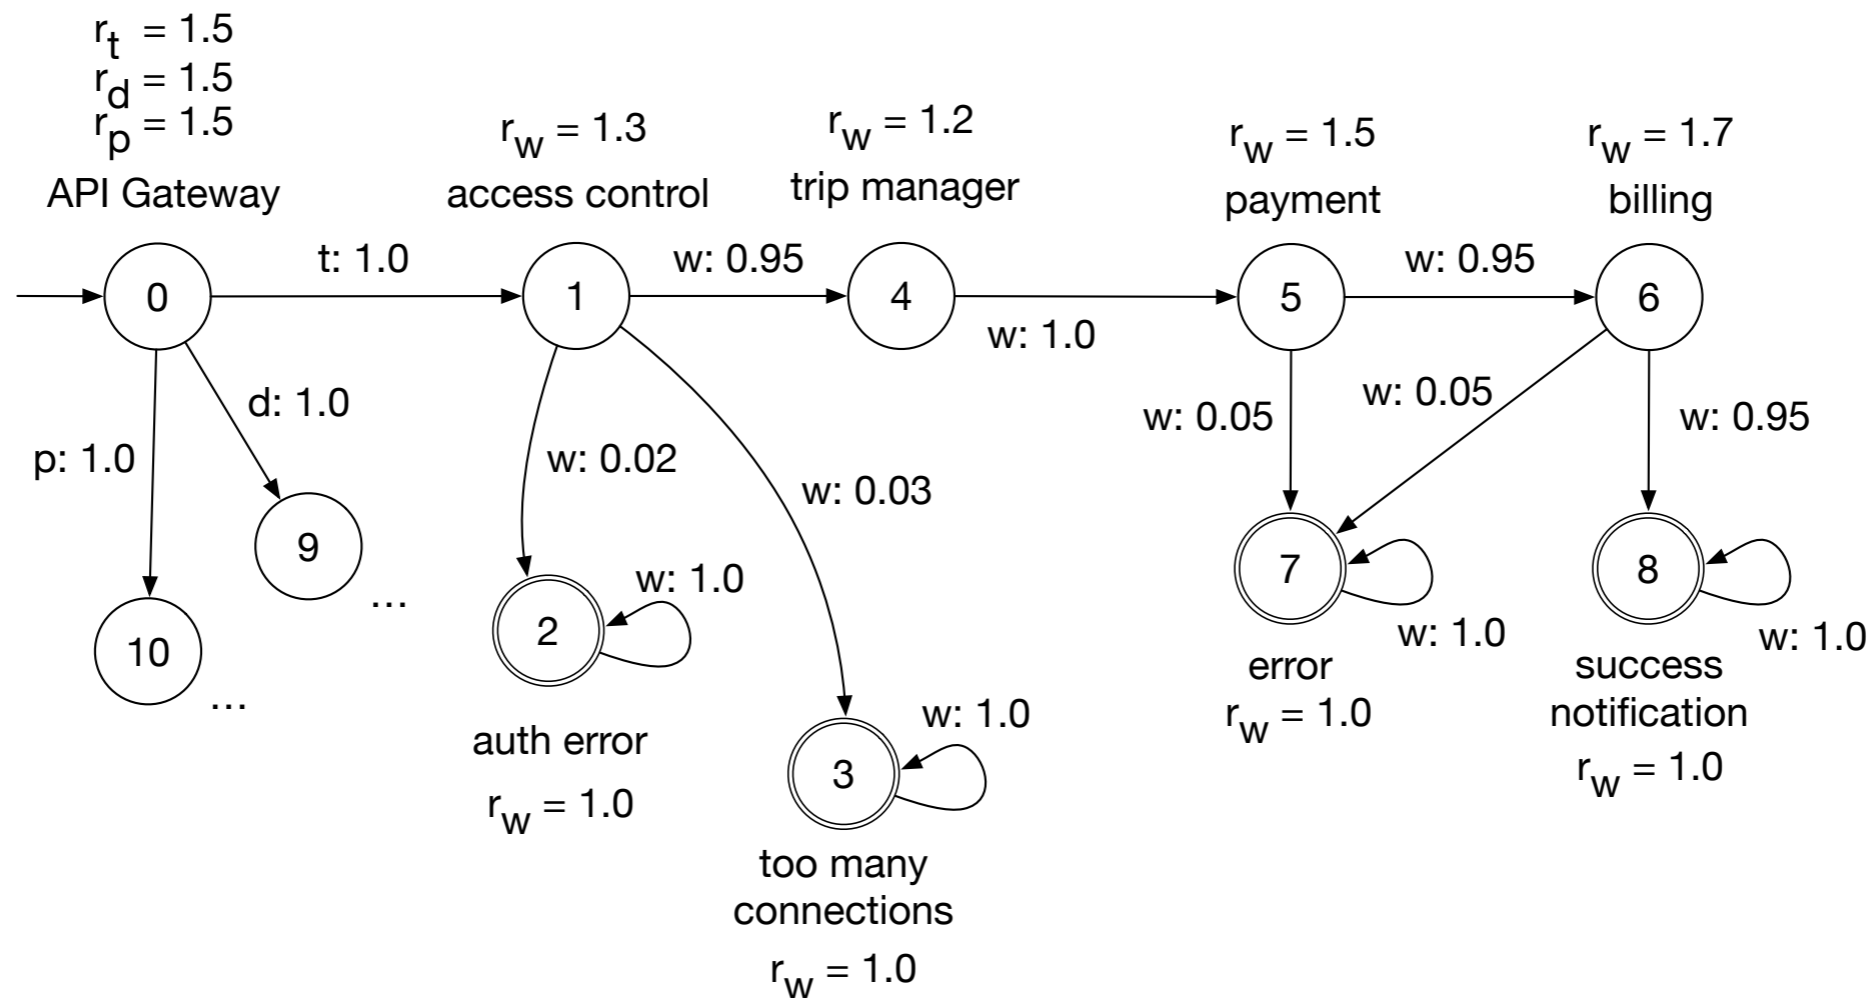 r_t = 1.5
r_d = 1.5
r_p = 1.5
API Gateway
r_w = 1.3
access control
r_w = 1.2
trip manager
r_w = 1.5
payment
r_w = 1.7
billing
0
t: 1.0
1
w: 0.95
4
w: 1.0
5
w: 0.95
6
p: 1.0
d: 1.0
w: 0.02
w: 0.03
w: 0.05
w: 0.05
w: 0.95
9
...
10
...
2
w: 1.0
auth error
r_w = 1.0
3
w: 1.0
too many
connections
r_w = 1.0
7
w: 1.0
error
r_w = 1.0
8
w: 1.0
success
notification
r_w = 1.0